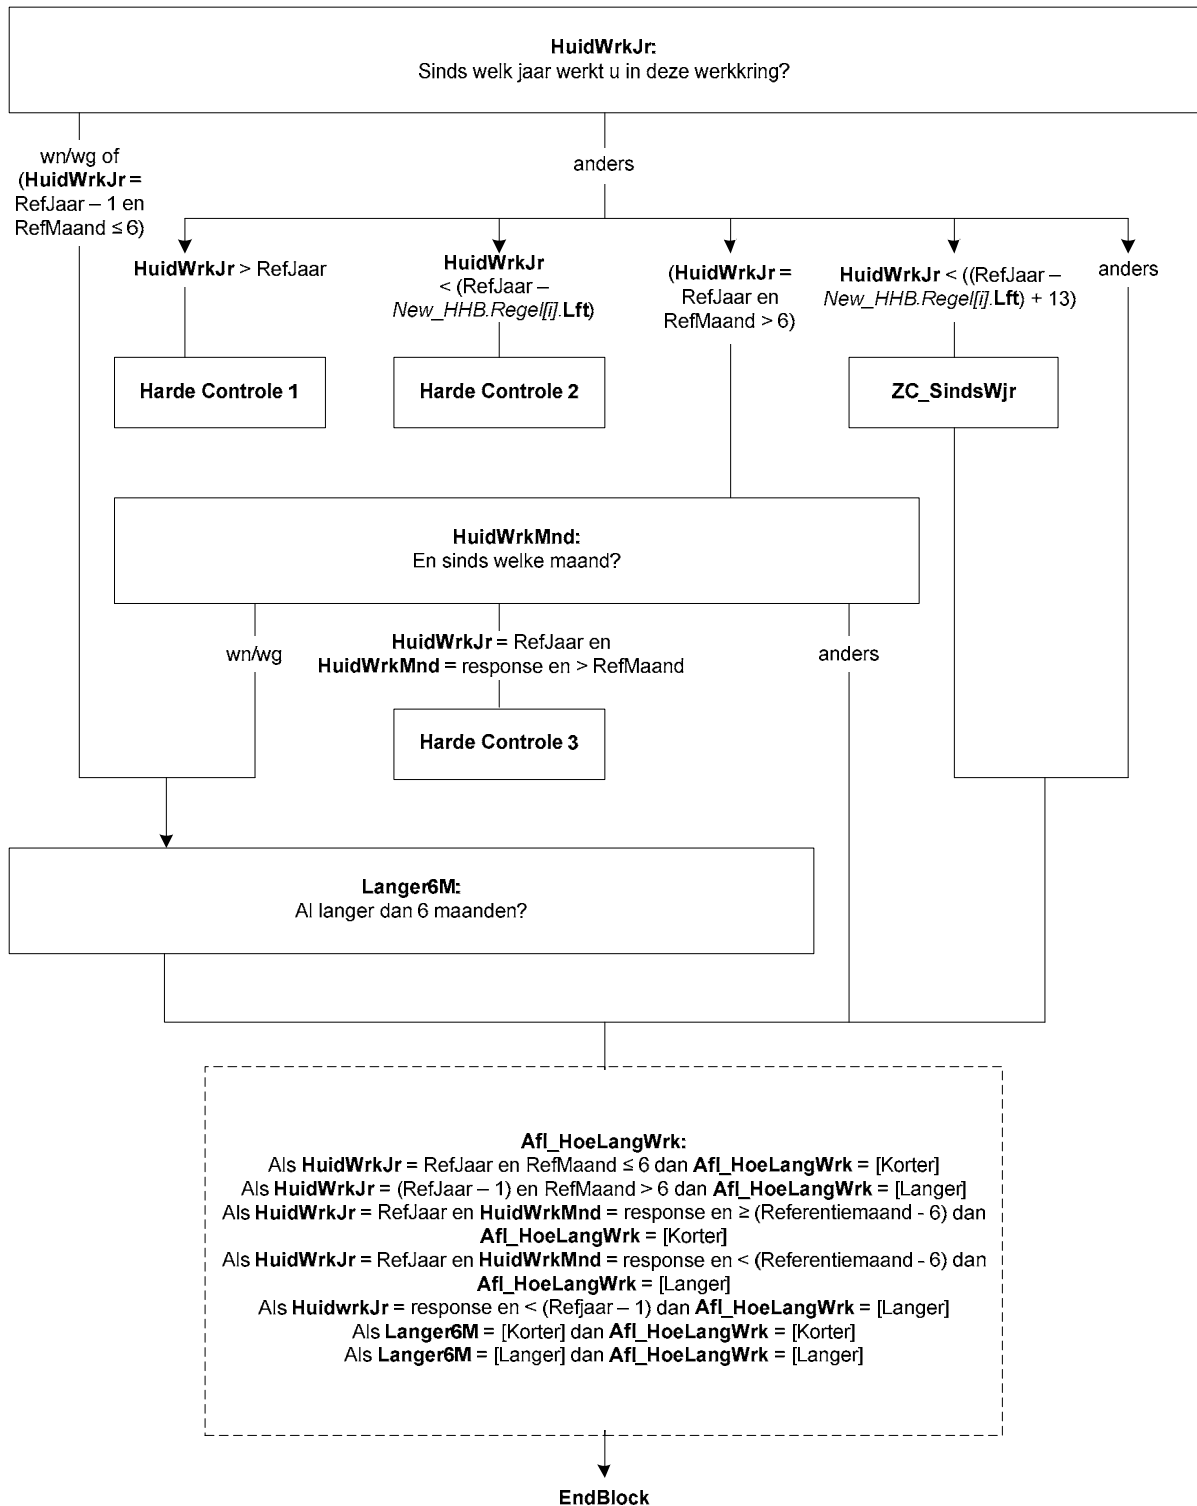 HuidWrkJr:
Sinds welk jaar werkt u in deze werkkring?
wn/wg of
(HuidWrkJr =
RefJaar – 1 en
RefMaand ≤ 6)
anders
HuidWrkJr > RefJaar
HuidWrkJr
< (RefJaar –
New_HHB.Regel[i].Lft)
(HuidWrkJr =
RefJaar en
RefMaand > 6)
HuidWrkJr < ((RefJaar –
New_HHB.Regel[i].Lft) + 13)
anders
Harde Controle 1
Harde Controle 2
ZC_SindsWjr
HuidWrkMnd:
En sinds welke maand?
wn/wg
HuidWrkJr = RefJaar en
HuidWrkMnd = response en > RefMaand
anders
Harde Controle 3
Langer6M:
Al langer dan 6 maanden?
Afl_HoeLangWrk:
Als HuidWrkJr = RefJaar en RefMaand ≤ 6 dan Afl_HoeLangWrk = [Korter]
Als HuidWrkJr = (RefJaar – 1) en RefMaand > 6 dan Afl_HoeLangWrk = [Langer]
Als HuidWrkJr = RefJaar en HuidWrkMnd = response en ≥ (Referentiemaand - 6) dan
Afl_HoeLangWrk = [Korter]
Als HuidWrkJr = RefJaar en HuidWrkMnd = response en < (Referentiemaand - 6) dan
Afl_HoeLangWrk = [Langer]
Als HuidwrkJr = response en < (Refjaar – 1) dan Afl_HoeLangWrk = [Langer]
Als Langer6M = [Korter] dan Afl_HoeLangWrk = [Korter]
Als Langer6M = [Langer] dan Afl_HoeLangWrk = [Langer]
EndBlock